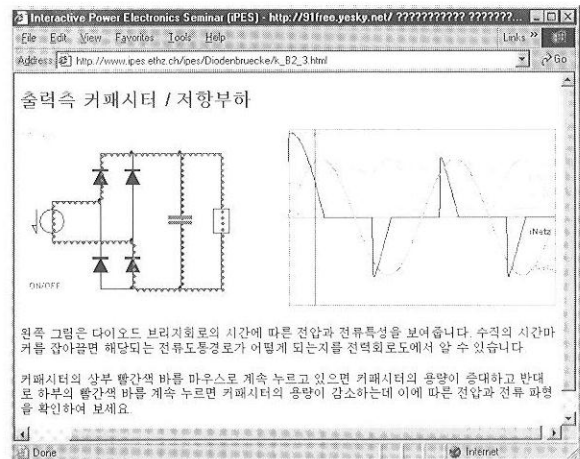 Interactive Power Electronics Seminar (iPES) - http://91free.yesky.net/ ??????????? ???????...
File Edit View Favorites Tools Help
Links »
Address http://www.ipes.ethz.ch/ipes/Diodenbruecke/k_B2_3.html
Go
출력측 커패시터 / 저항부하
iNetz
ON/OFF
왼쪽 그림은 다이오드 브리지회로의 시간에 따른 전압과 전류특성을 보여줍니다. 수직의 시간마
커를 잡아끌면 해당되는 전류도통경로가 어떻게 되는지를 전력회로도에서 알 수 있습니다
커패시터의 상부 빨간색 바를 마우스로 계속 누르고 있으면 커패시터의 용량이 증대하고 반대
로 하부의 빨간색 바를 계속 누르면 커패시터의 용량이 감소하는데 이에 따른 전압과 전류 파형
을 확인하여 보세요.
Done
Internet